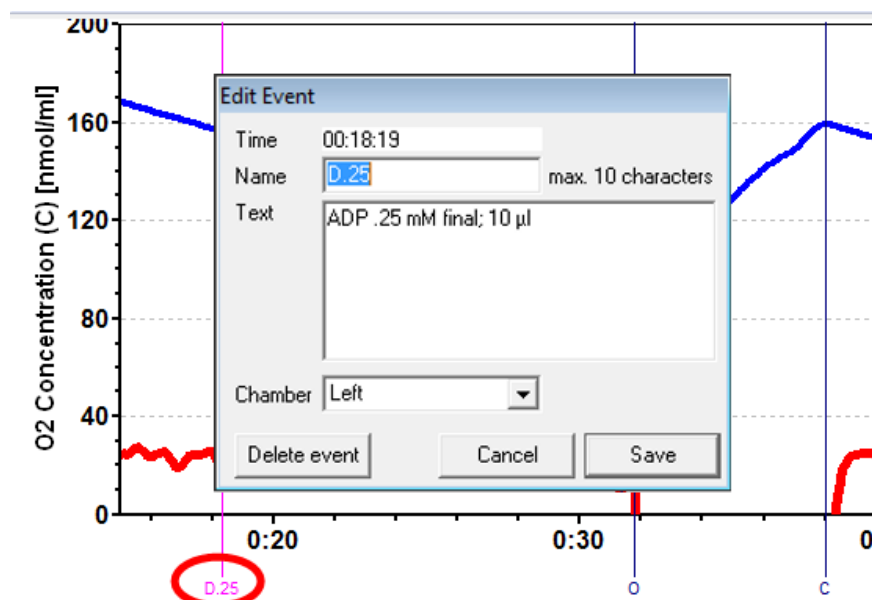 200
160
120
80
40
0
O2 Concentration (C) [nmol/ml]
Edit Event
Time 00:18:19
Name D.25 max. 10 characters
Text ADP .25 mM final; 10 µl
Chamber Left
Delete event Cancel Save
0:20 0:30 0
D.25 O C